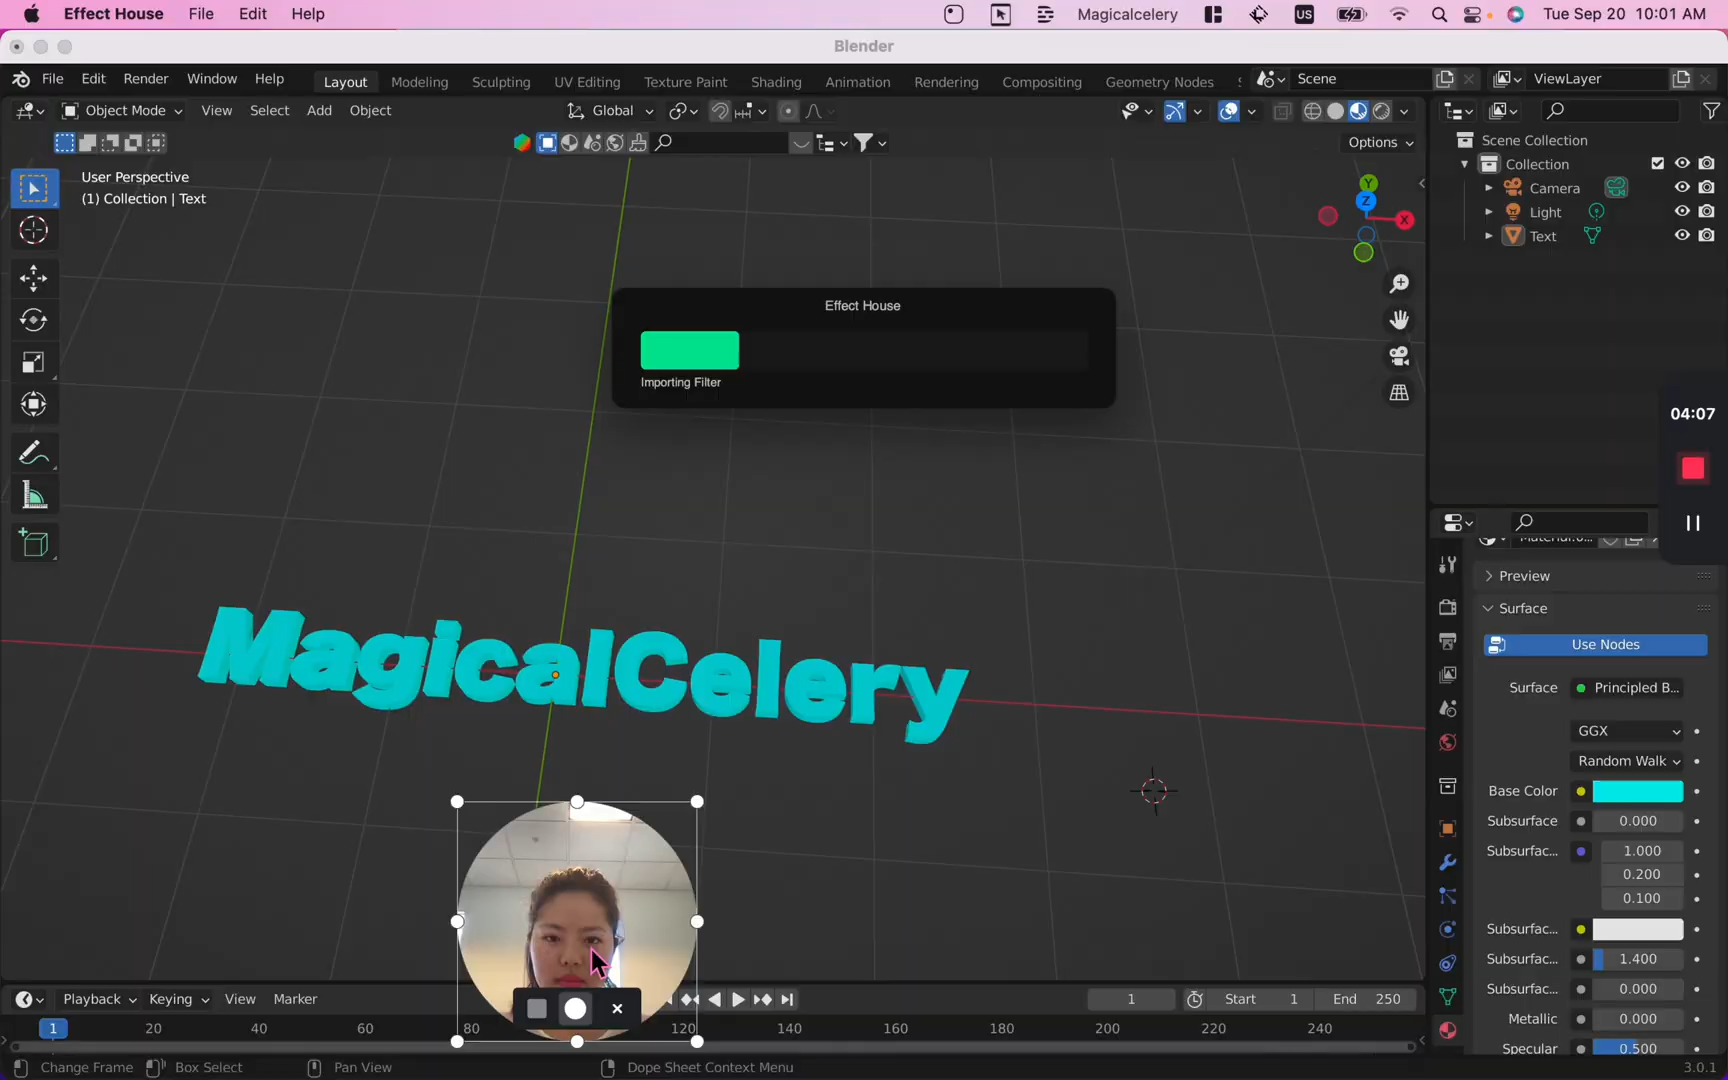 Effect House File Edit Help Magicalcelery US Tue Sep 20 10:01 AM
Blender
File Edit Render Window Help Layout Modeling Sculpting UV Editing Texture Paint Shading Animation Rendering Compositing Geometry Nodes Scene ViewLayer
Object Mode View Select Add Object Global
Options
User Perspective
(1) Collection | Text
Scene Collection
Collection
Camera
Light
Text
Y
Z
X
Effect House
Importing Filter
04:07
MagicalCelery
Preview
Surface
Use Nodes
Surface Principled B...
GGX
Random Walk
Base Color
Subsurface 0.000
Subsurfac... 1.000
0.200
0.100
Subsurfac...
Subsurfac... 1.400
Subsurfac... 0.000
Metallic 0.000
Specular 0.500
Playback Keying View Marker 1 Start 1 End 250
1 20 40 60 80 120 140 160 180 200 220 240
Change Frame Box Select Pan View Dope Sheet Context Menu 3.0.1